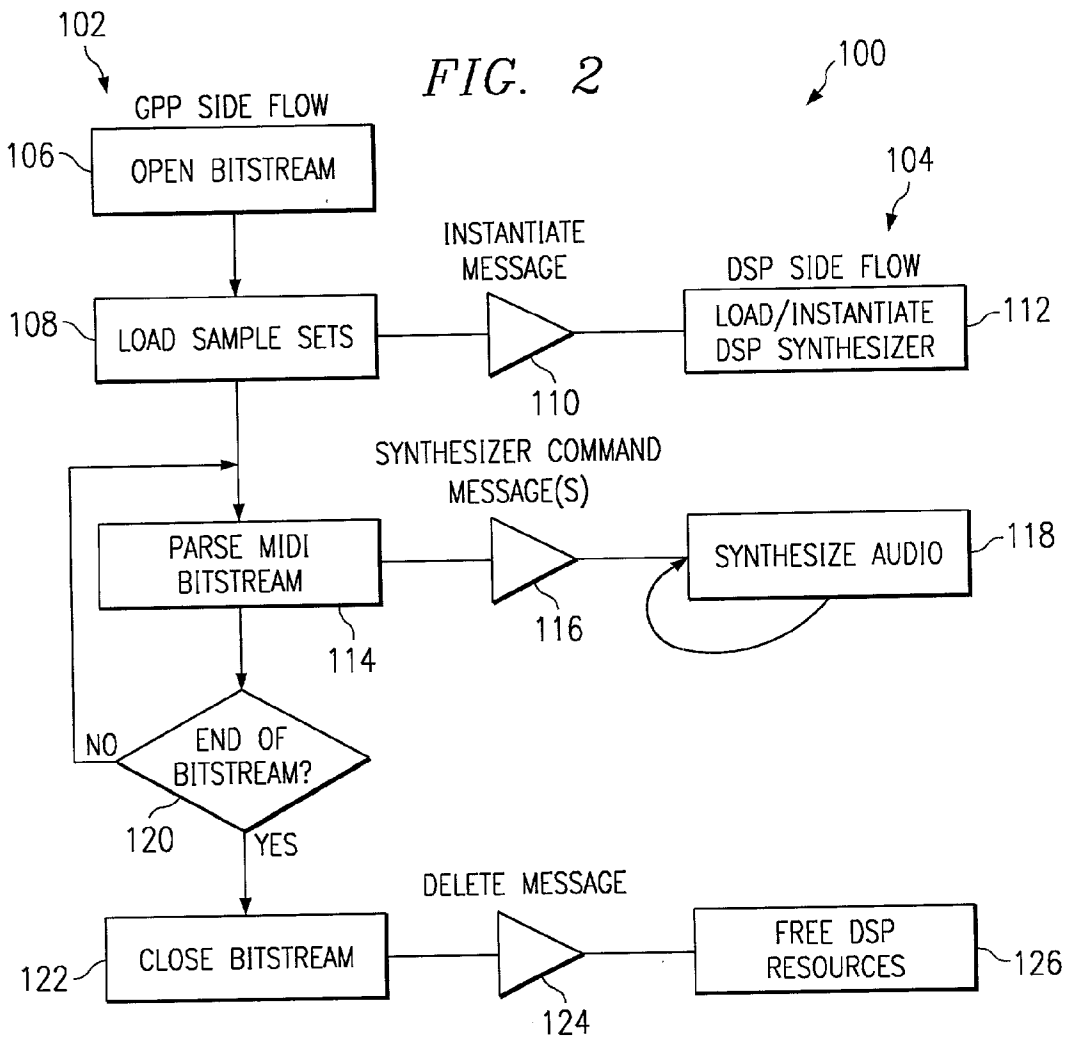 102
FIG. 2
100
GPP SIDE FLOW
106
OPEN BITSTREAM
104
INSTANTIATE
MESSAGE
DSP SIDE FLOW
108
LOAD SAMPLE SETS
LOAD/INSTANTIATE
DSP SYNTHESIZER
112
110
SYNTHESIZER COMMAND
MESSAGE(S)
PARSE MIDI
BITSTREAM
SYNTHESIZE AUDIO
118
114
116
NO
END OF
BITSTREAM?
120
YES
DELETE MESSAGE
122
CLOSE BITSTREAM
FREE DSP
RESOURCES
126
124